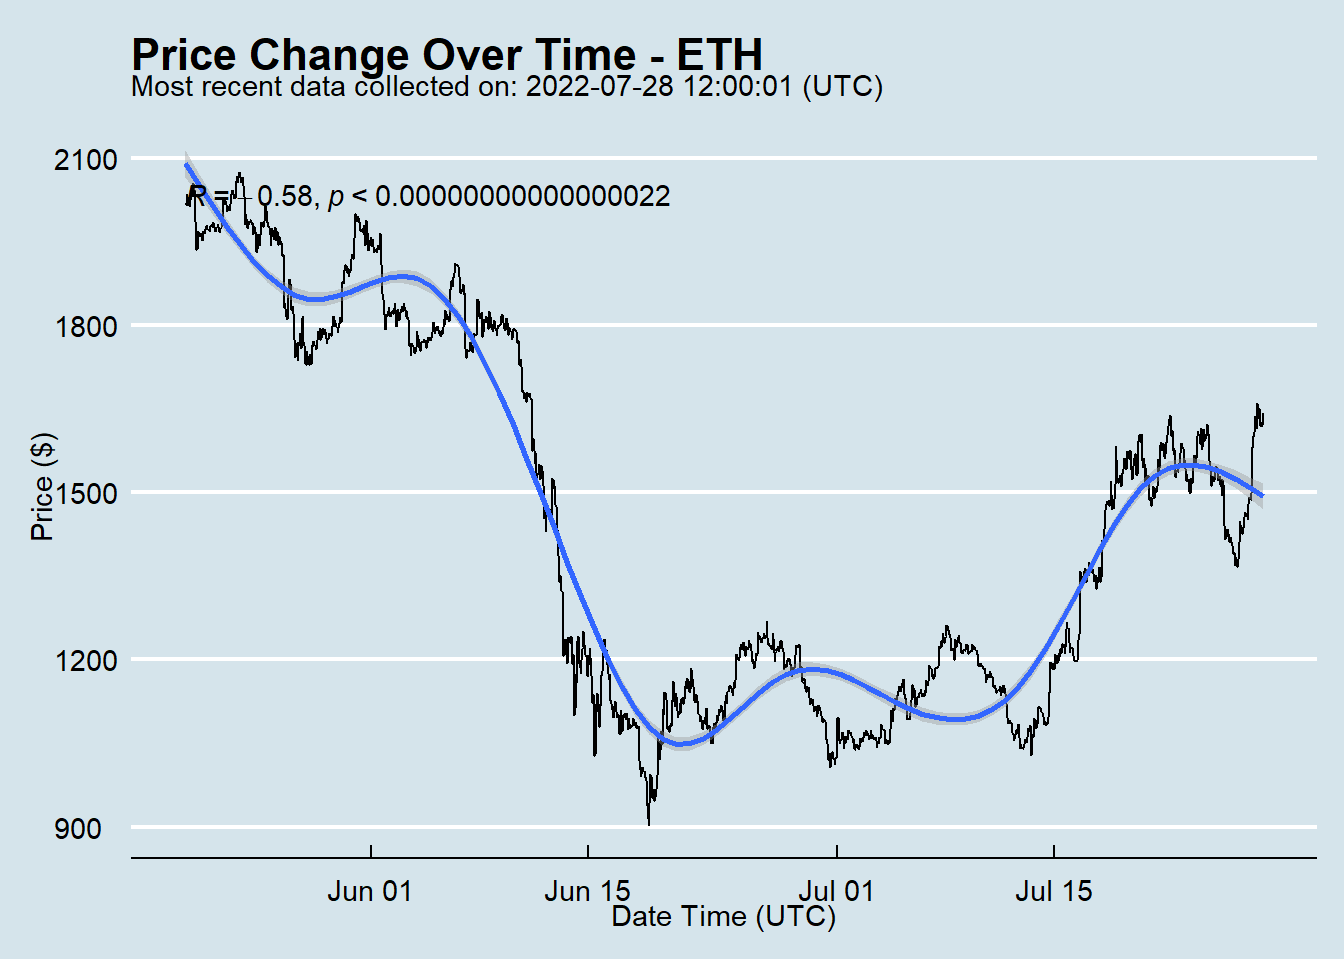 Price Change Over Time - ETH
Most recent data collected on: 2022-07-28 12:00:01 (UTC)
R = −0.58, p < 0.00000000000000022
2100
1800
1500
1200
900
Price ($)
Jun 01 Jun 15 Jul 01 Jul 15
Date Time (UTC)